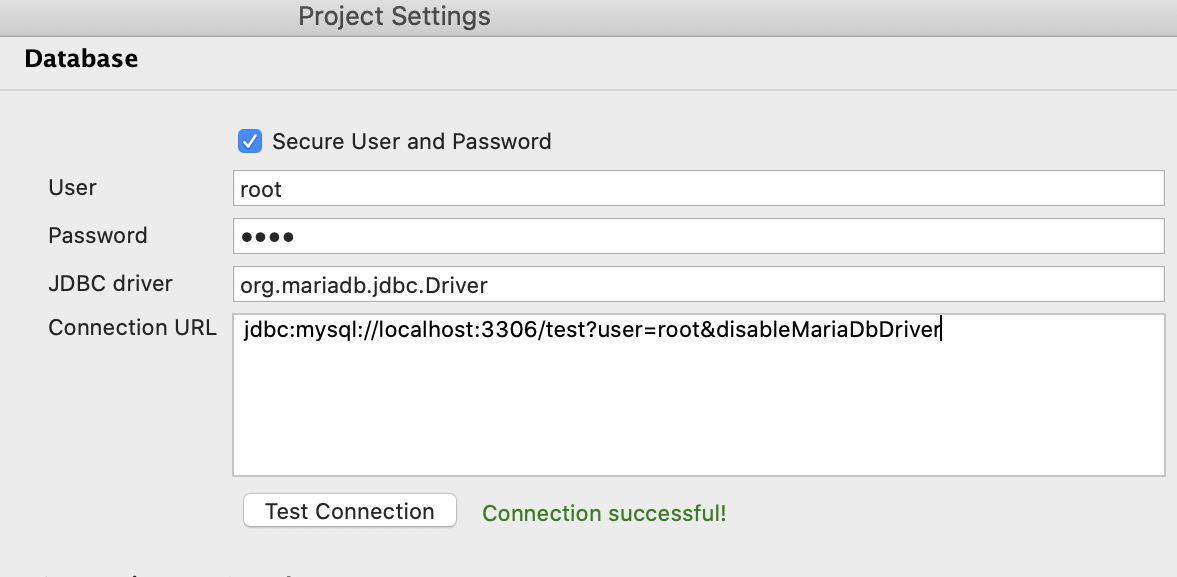 Project Settings
Database
Secure User and Password
User
root
Password
JDBC driver
org.mariadb.jdbc.Driver
Connection URL
jdbc:mysql://localhost:3306/test?user=root&disableMariaDbDriver
Test Connection
Connection successful!